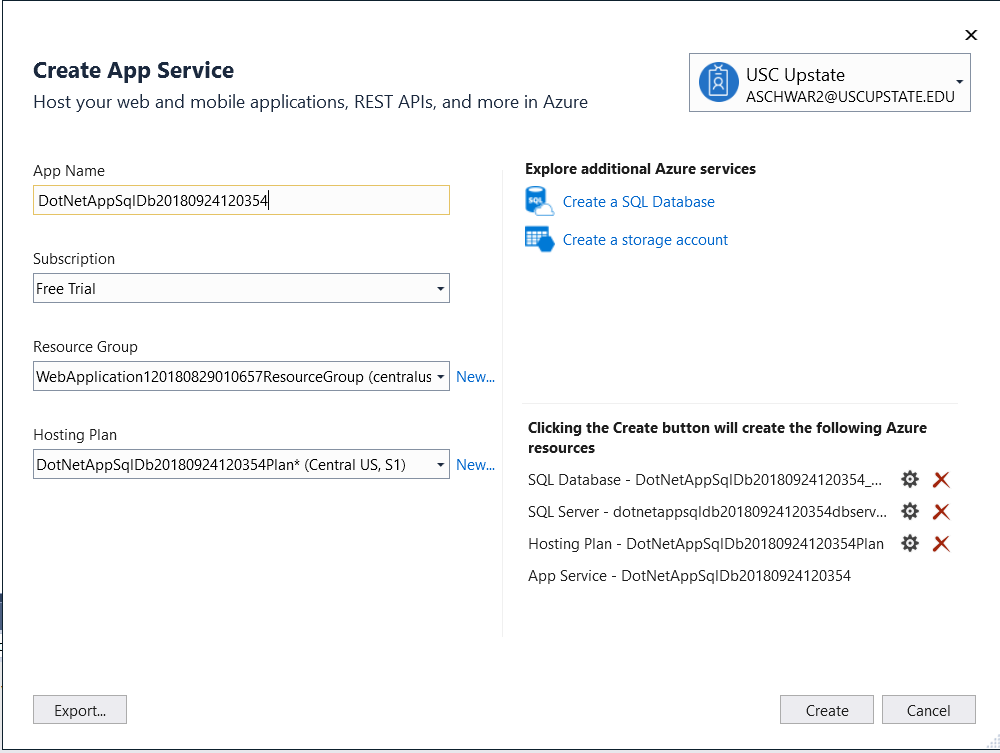 Create App Service
Host your web and mobile applications, REST APIs, and more in Azure
USC Upstate
ASCHWAR2@USCUPSTATE.EDU
App Name
DotNetAppSqlDb20180924120354
Subscription
Free Trial
Resource Group
WebApplication120180829010657ResourceGroup (centralus
New...
Hosting Plan
DotNetAppSqlDb20180924120354Plan* (Central US, S1)
New...
Explore additional Azure services
SQL
Create a SQL Database
Create a storage account
Clicking the Create button will create the following Azure
resources
SQL Database - DotNetAppSqlDb20180924120354_...
SQL Server - dotnetappsqldb20180924120354dbserv...
Hosting Plan - DotNetAppSqlDb20180924120354Plan
App Service - DotNetAppSqlDb20180924120354
Export...
Create
Cancel